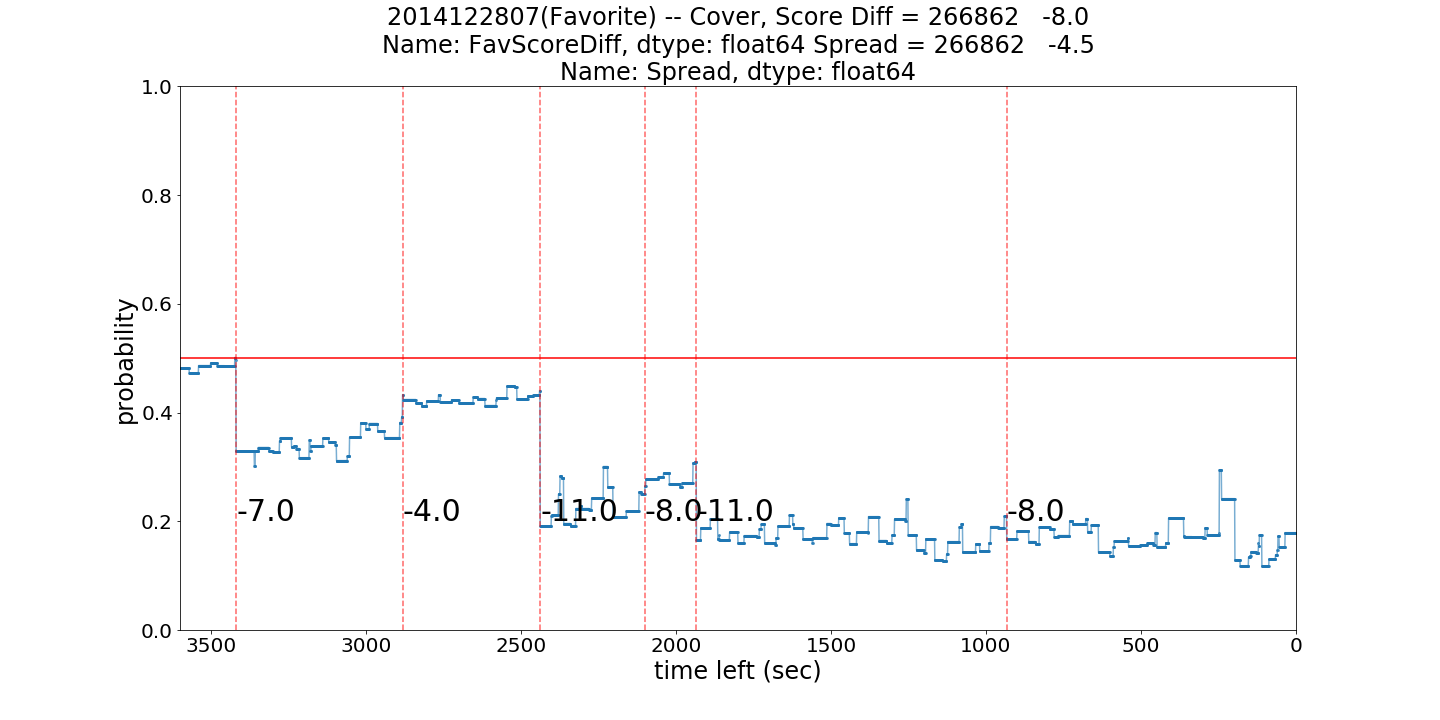 2014122807(Favorite) -- Cover, Score Diff = 266862   -8.0
Name: FavScoreDiff, dtype: float64 Spread = 266862   -4.5
Name: Spread, dtype: float64
1.0
0.8
0.6
0.4
0.2
0.0
probability
-7.0
-4.0
-11.0
-8.0
-11.0
-8.0
3500 3000 2500 2000 1500 1000 500 0
time left (sec)